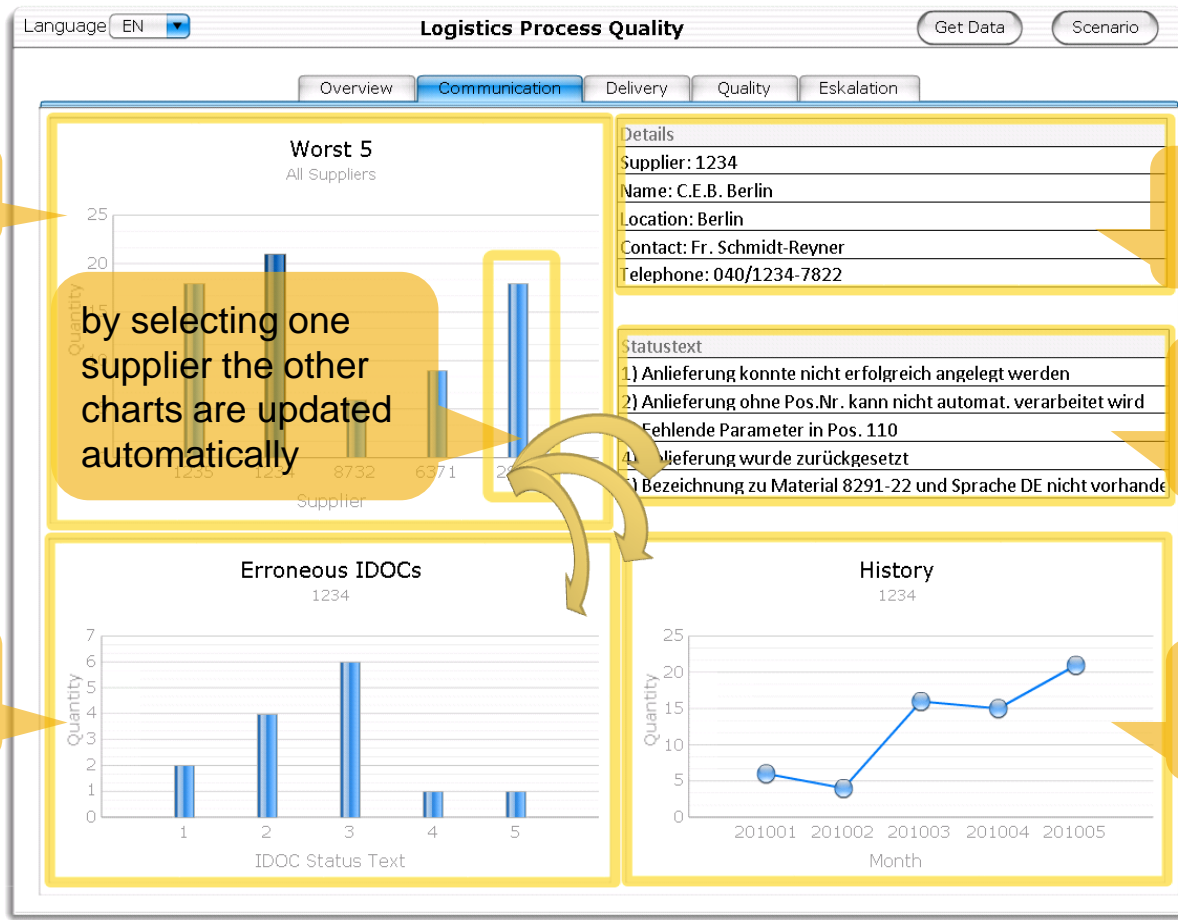 Language EN
Logistics Process Quality
Get Data
Scenario
Overview
Communication
Delivery
Quality
Eskalation
Worst 5
All Suppliers
25
20
15
Quantity
1234
8732
6371
Supplier
by selecting one
supplier the other
charts are updated
automatically
Details
Supplier: 1234
Name: C.E.B. Berlin
Location: Berlin
Contact: Fr. Schmidt-Reyner
Telephone: 040/1234-7822
Statustext
1) Anlieferung konnte nicht erfolgreich angelegt werden
2) Anlieferung ohne Pos.Nr. kann nicht automat. verarbeitet wird
Fehlende Parameter in Pos. 110
4) Anlieferung wurde zurückgesetzt
5) Bezeichnung zu Material 8291-22 und Sprache DE nicht vorhande
Erroneous IDOCs
1234
7
6
5
4
3
2
1
0
Quantity
1
2
3
4
5
IDOC Status Text
History
1234
25
20
15
10
5
0
Quantity
201001 201002 201003 201004 201005
Month